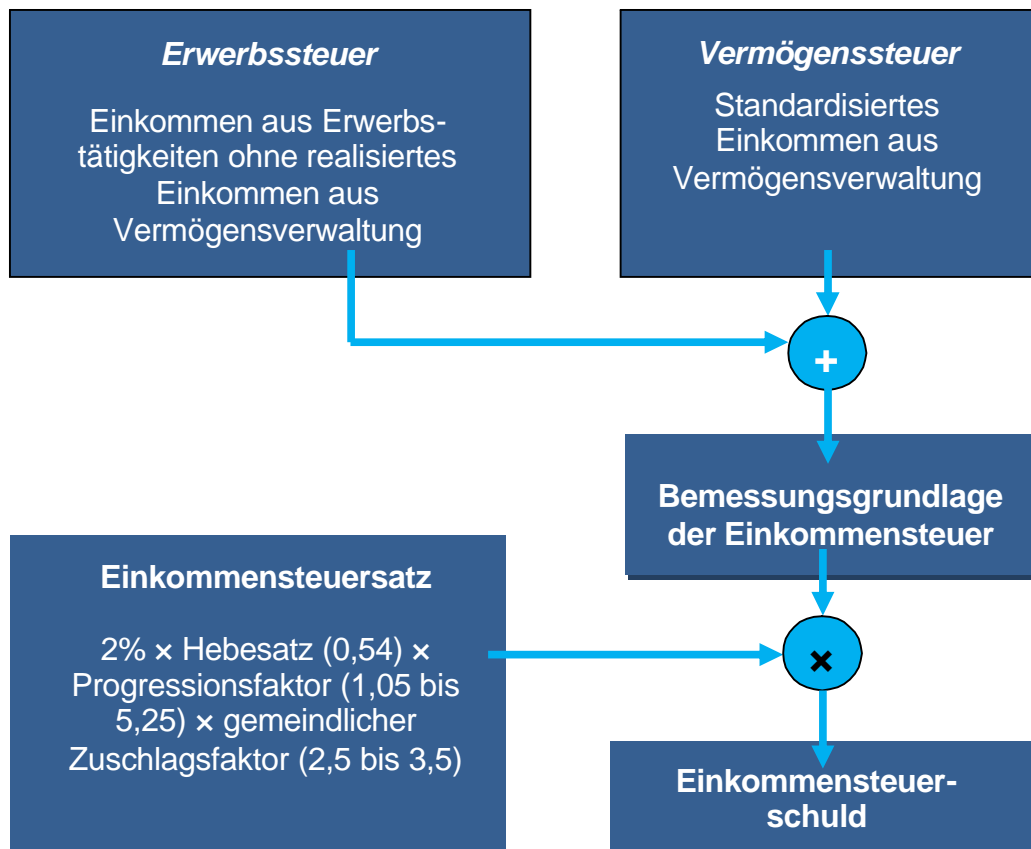 Erwerbssteuer
Einkommen aus Erwerbs-
tätigkeiten ohne realisiertes
Einkommen aus
Vermögensverwaltung
Vermögenssteuer
Standardisiertes
Einkommen aus
Vermögensverwaltung
+
Bemessungsgrundlage
der Einkommensteuer
Einkommensteuersatz
2% × Hebesatz (0,54) ×
Progressionsfaktor (1,05 bis
5,25) × gemeindlicher
Zuschlagsfaktor (2,5 bis 3,5)
×
Einkommensteuer-
schuld